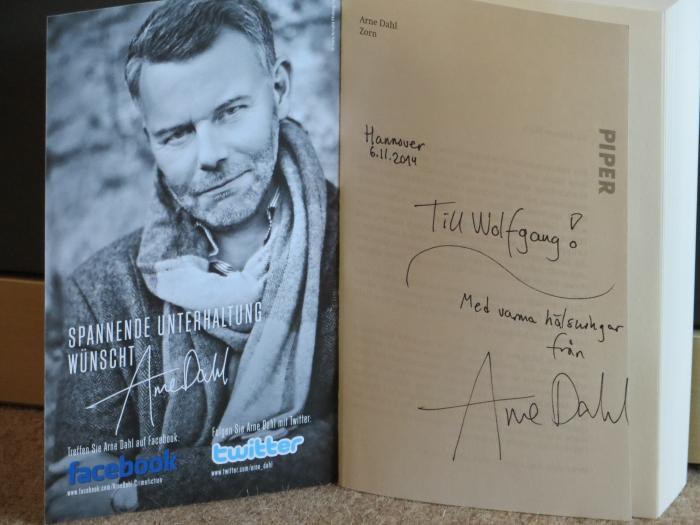 SPANNENDE UNTERHALTUNG
WÜNSCHT
Arne Dahl
Treffen Sie Arne Dahl auf Facebook:
facebook
www.facebook.com/ArneDahl.Crimefiction
Folgen Sie Arne Dahl mit Twitter:
twitter
www.twitter.com/arne_dahl
Arne Dahl
Zorn
PIPER
Hannover
6.11.2014
Till Wolfgang!
Med varma hälsningar
från
Arne Dahl